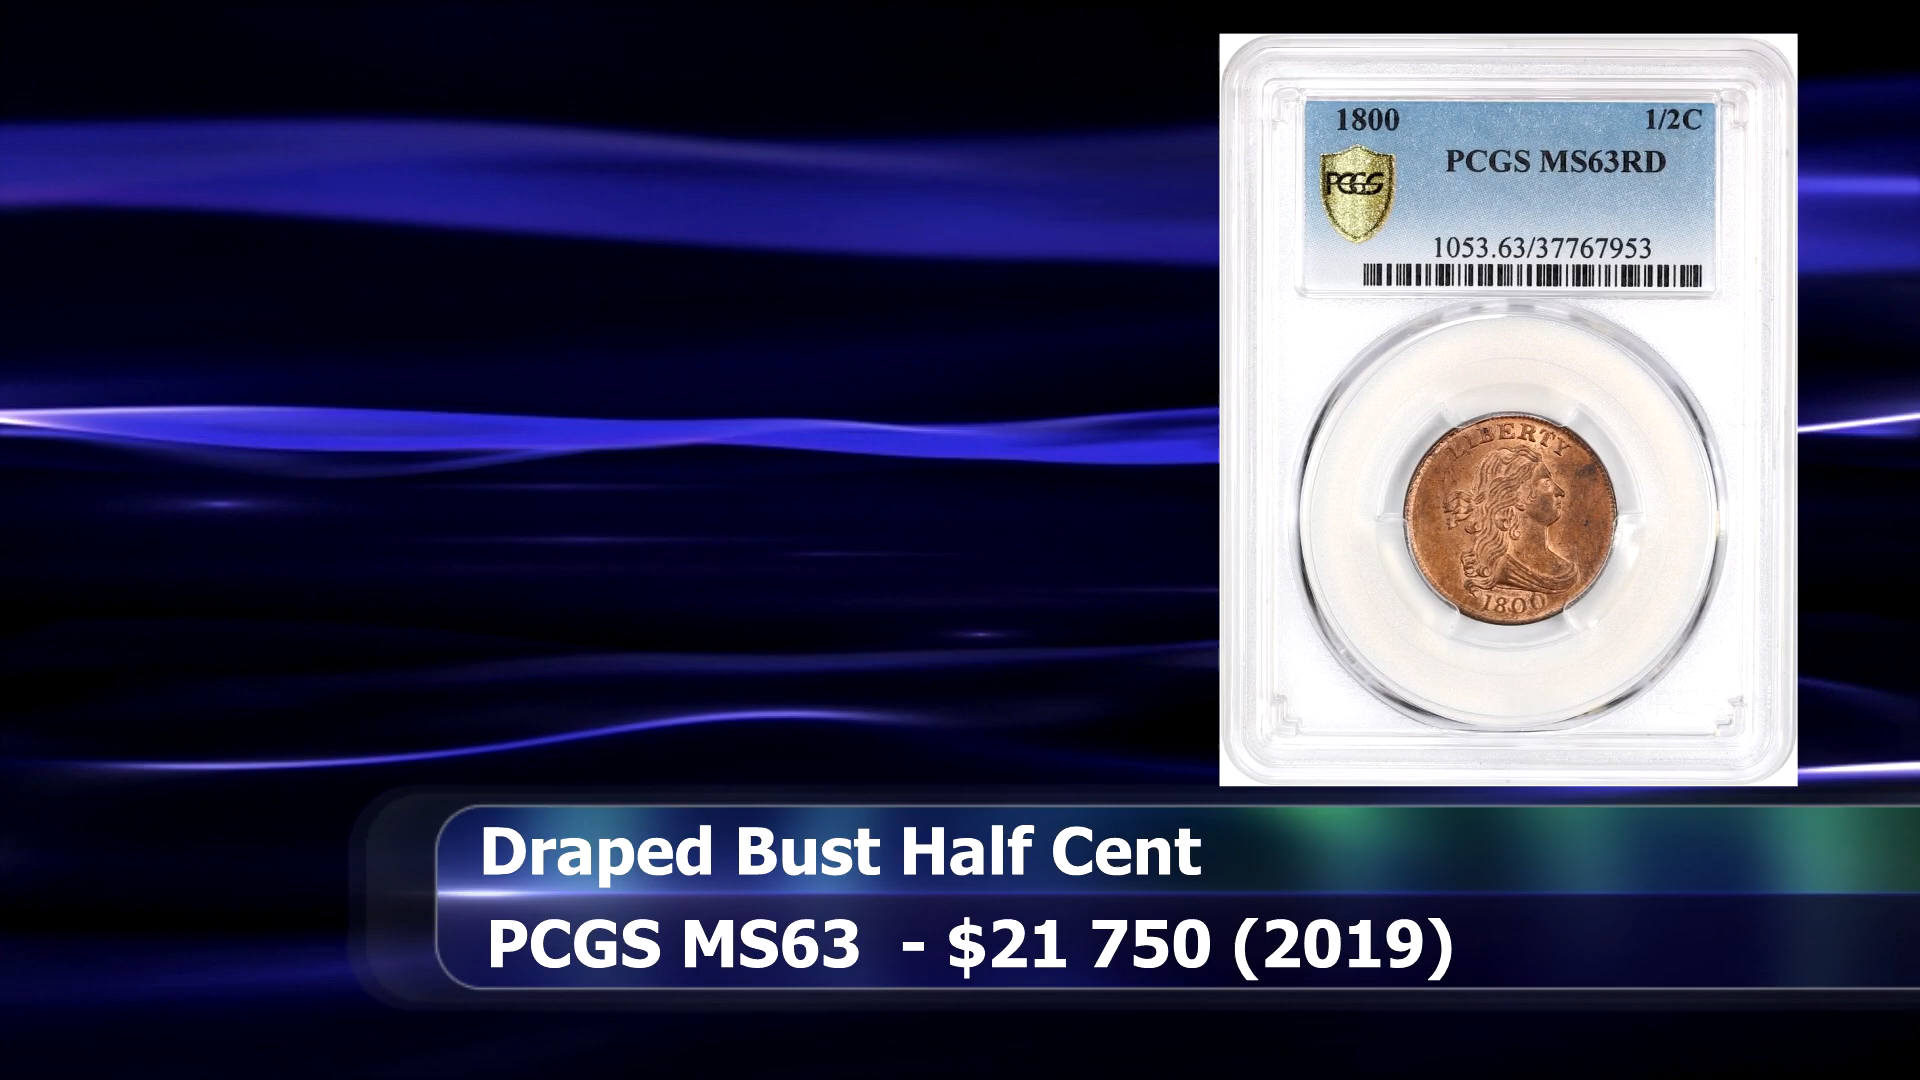 1800 1/2C
PCGS MS63RD
PCGS
1053.63/37767953
LIBERTY
1800
Draped Bust Half Cent
PCGS MS63 - $21 750 (2019)